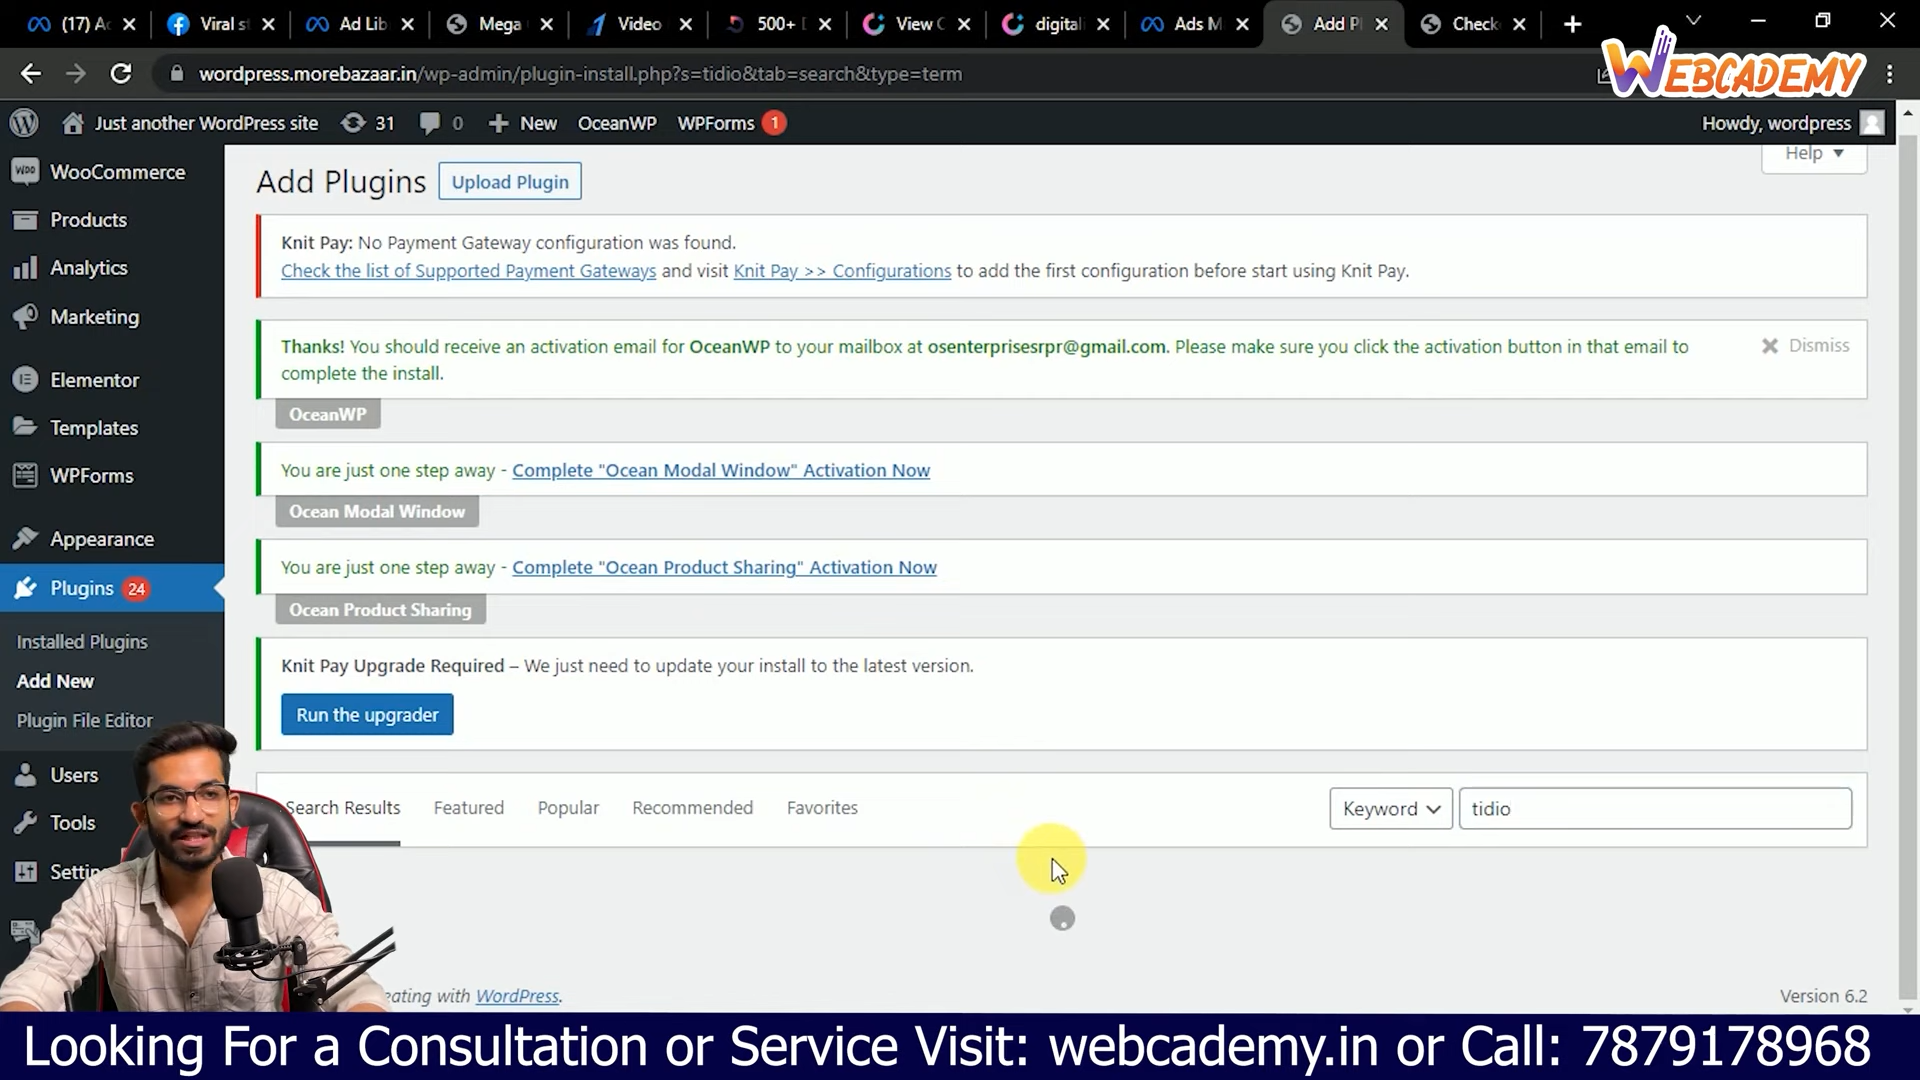 (17) A
Viral s
Ad Lib
Mega
Video
500+ D
View C
digital
Ads M
Add Pl
Check
wordpress.morebazaar.in/wp-admin/plugin-install.php?s=tidio&tab=search&type=term
WEBCADEMY
Just another WordPress site
31
0
New
OceanWP
WPForms
1
Howdy, wordpress
WooCommerce
Products
Analytics
Marketing
Elementor
Templates
WPForms
Appearance
Plugins 24
Installed Plugins
Add New
Plugin File Editor
Users
Tools
Settin
Add Plugins
Upload Plugin
Help
Knit Pay: No Payment Gateway configuration was found.
Check the list of Supported Payment Gateways and visit Knit Pay >> Configurations to add the first configuration before start using Knit Pay.
Thanks! You should receive an activation email for OceanWP to your mailbox at osenterprisesrpr@gmail.com. Please make sure you click the activation button in that email to
complete the install.
Dismiss
OceanWP
You are just one step away - Complete "Ocean Modal Window" Activation Now
Ocean Modal Window
You are just one step away - Complete "Ocean Product Sharing" Activation Now
Ocean Product Sharing
Knit Pay Upgrade Required – We just need to update your install to the latest version.
Run the upgrader
Search Results
Featured
Popular
Recommended
Favorites
Keyword
tidio
eating with WordPress.
Version 6.2
Looking For a Consultation or Service Visit: webcademy.in or Call: 7879178968